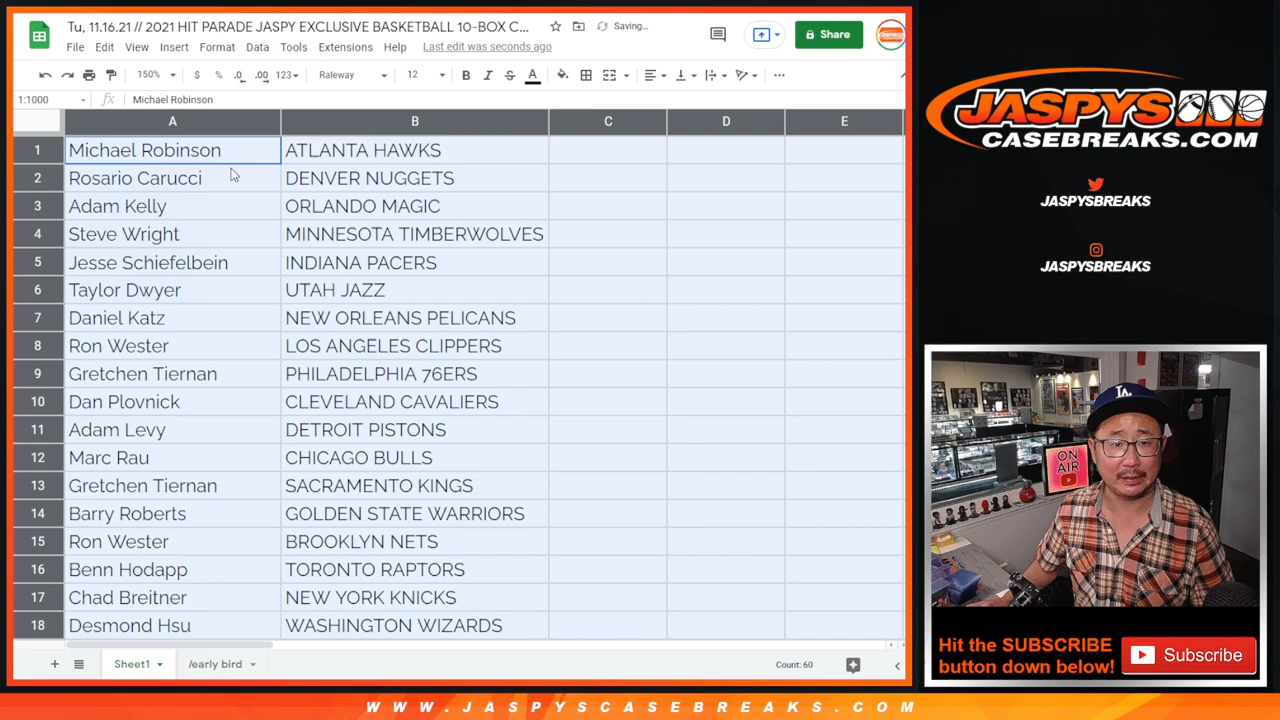 Tu, 11.16.21 // 2021 HIT PARADE JASPY EXCLUSIVE BASKETBALL 10-BOX C...
Saving...
File Edit View Insert Format Data Tools Extensions Help Last edit was seconds ago
Share
150% $ % .0 .00 123 Raleway 12 B I S A
1:1000 fx Michael Robinson
A B C D E
1 Michael Robinson ATLANTA HAWKS
2 Rosario Carucci DENVER NUGGETS
3 Adam Kelly ORLANDO MAGIC
4 Steve Wright MINNESOTA TIMBERWOLVES
5 Jesse Schiefelbein INDIANA PACERS
6 Taylor Dwyer UTAH JAZZ
7 Daniel Katz NEW ORLEANS PELICANS
8 Ron Wester LOS ANGELES CLIPPERS
9 Gretchen Tiernan PHILADELPHIA 76ERS
10 Dan Plovnick CLEVELAND CAVALIERS
11 Adam Levy DETROIT PISTONS
12 Marc Rau CHICAGO BULLS
13 Gretchen Tiernan SACRAMENTO KINGS
14 Barry Roberts GOLDEN STATE WARRIORS
15 Ron Wester BROOKLYN NETS
16 Benn Hodapp TORONTO RAPTORS
17 Chad Breitner NEW YORK KNICKS
18 Desmond Hsu WASHINGTON WIZARDS
Sheet1 /early bird Count: 60
JASPYS
CASEBREAKS.COM
JASPYSBREAKS
JASPYSBREAKS
LA
ON
AIR
Hit the SUBSCRIBE
button down below!
Subscribe
WWW.JASPYSCASEBREAKS.COM